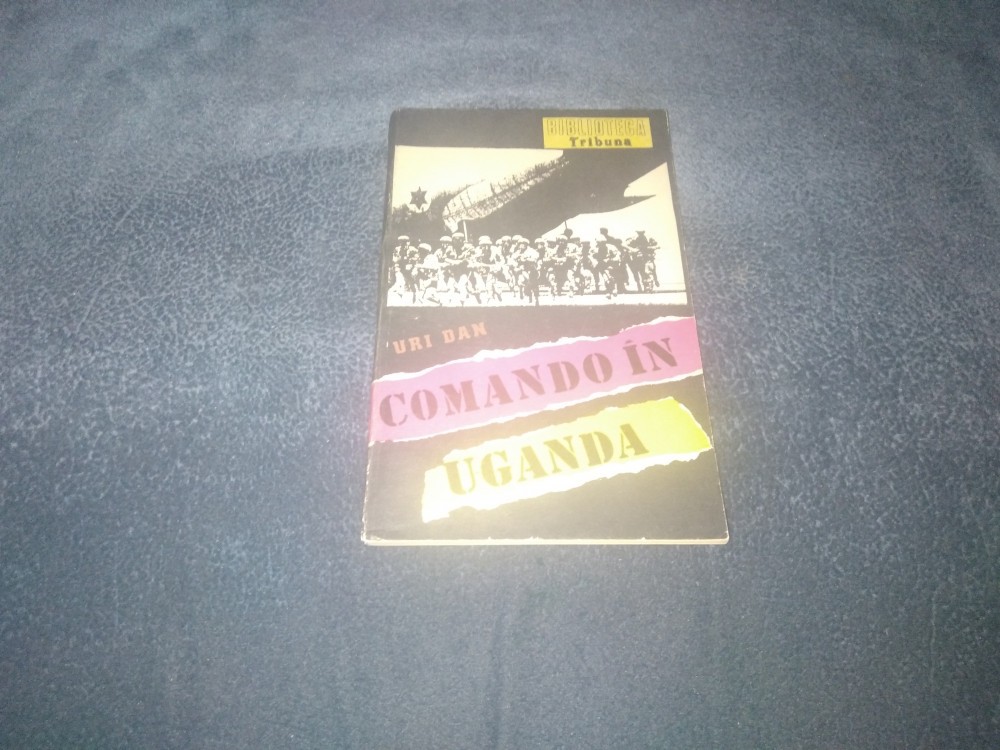 BIBLIOTECA
Tribuna
URI DAN
COMANDO ÎN
UGANDA